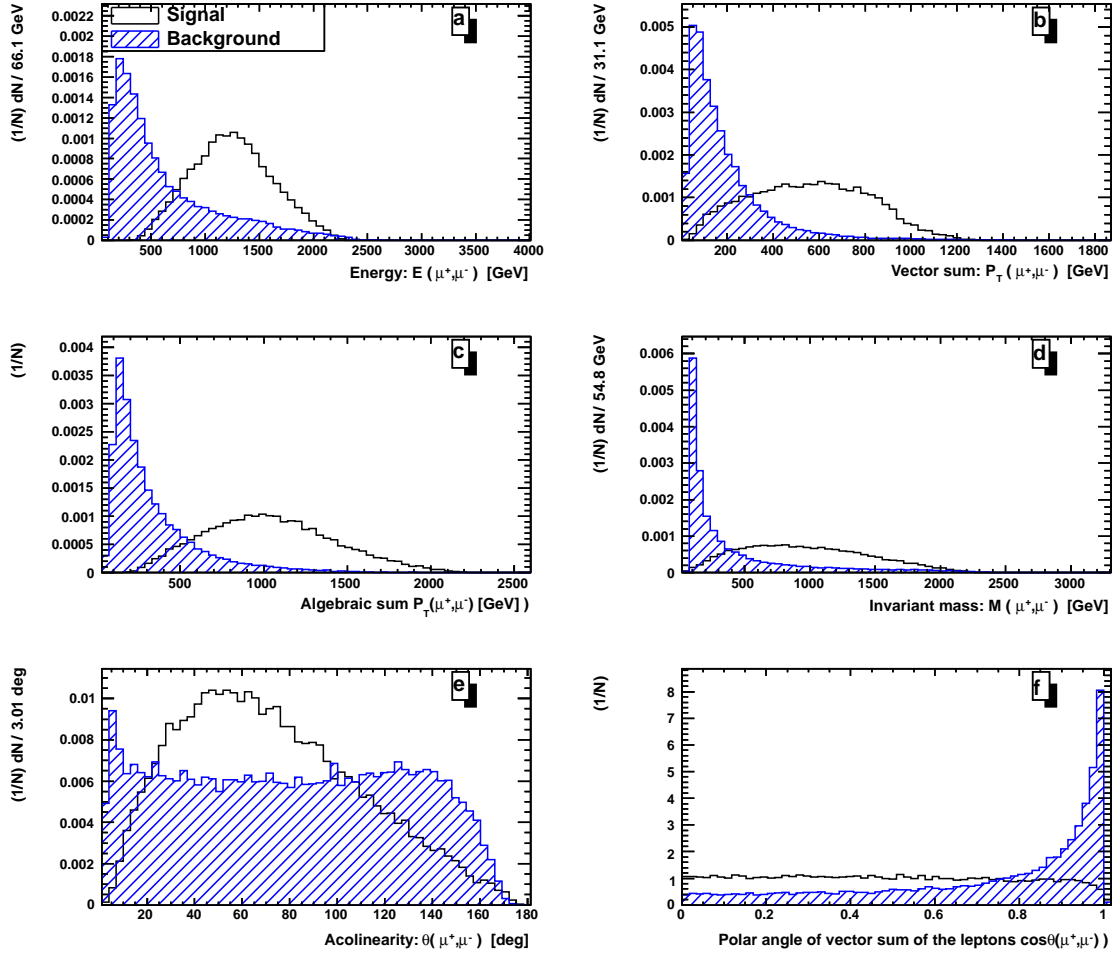 (1/N) dN / 66.1 GeV
0.0022
0.002
0.0018
0.0016
0.0014
0.0012
0.001
0.0008
0.0006
0.0004
0.0002
0
Signal
Background
a
500 1000 1500 2000 2500 3000 3500 4000
Energy: E ( μ+,μ- ) [GeV]
(1/N) dN / 31.1 GeV
0.005
0.004
0.003
0.002
0.001
0
b
200 400 600 800 1000 1200 1400 1600 1800
Vector sum: P_T ( μ+,μ- ) [GeV]
(1/N)
0.004
0.0035
0.003
0.0025
0.002
0.0015
0.001
0.0005
0
c
500 1000 1500 2000 2500
Algebraic sum P_T(μ+,μ-) [GeV] )
(1/N) dN / 54.8 GeV
0.006
0.005
0.004
0.003
0.002
0.001
0
d
500 1000 1500 2000 2500 3000
Invariant mass: M ( μ+,μ- ) [GeV]
(1/N) dN / 3.01 deg
0.01
0.008
0.006
0.004
0.002
0
e
20 40 60 80 100 120 140 160 180
Acolinearity: θ( μ+,μ- ) [deg]
(1/N)
8
7
6
5
4
3
2
1
0
f
0 0.2 0.4 0.6 0.8 1
Polar angle of vector sum of the leptons cosθ(μ+,μ- ) )